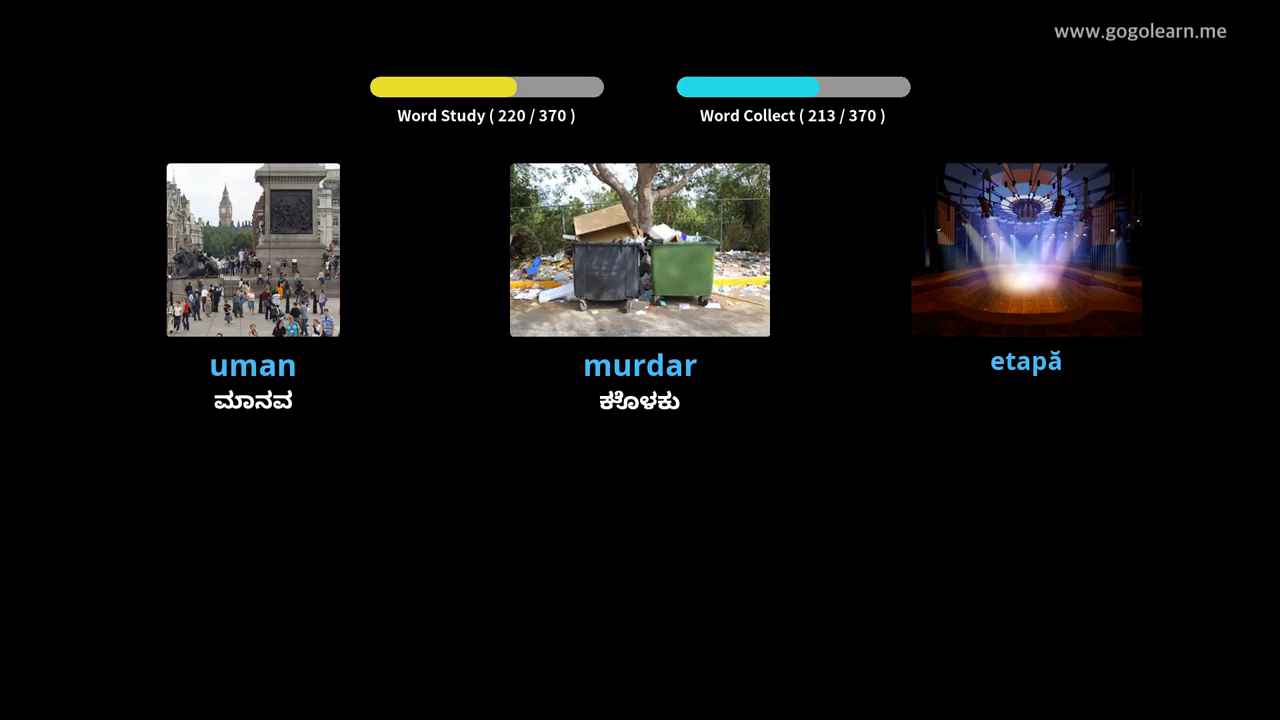 www.gogolearn.me
Word Study ( 220 / 370 )
Word Collect ( 213 / 370 )
uman
murdar
etapă
ಮಾನವ
ಕೊಳಕು